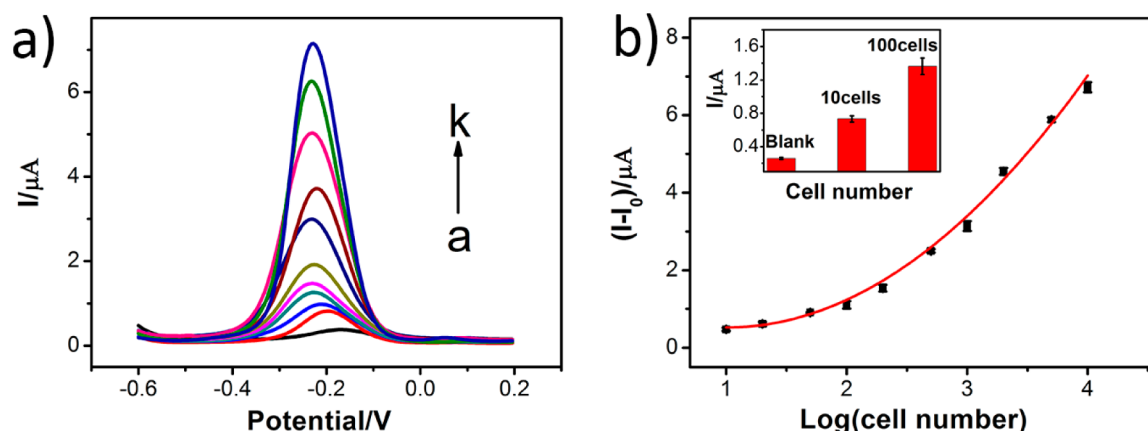 a)
I/μA
6
4
2
0
k
a
-0.6
-0.4
-0.2
0.0
0.2
Potential/V
b)
(I-I₀)/μA
8
6
4
2
0
1
2
3
4
Log(cell number)
I/μA
1.6
1.2
0.8
0.4
Blank
10cells
100cells
Cell number